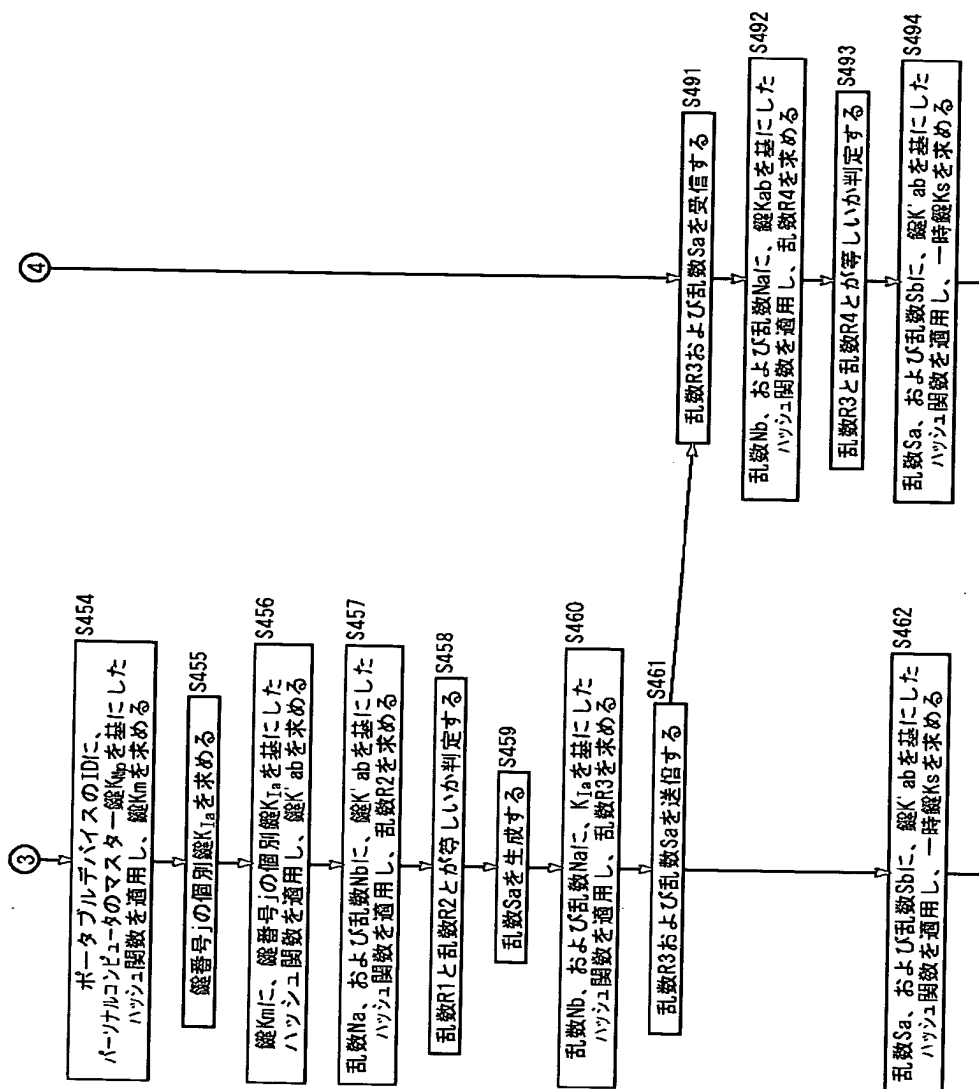 ③
S454
ポータブルデバイスのIDに、
パーソナルコンピュータのマスター鍵KMpを基にした
ハッシュ関数を適用し、鍵Kmを求める
S455
鍵番号jの個別鍵KIaを求める
S456
鍵Kmに、鍵番号jの個別鍵KIaを基にした
ハッシュ関数を適用し、鍵K'abを求める
S457
乱数Na、および乱数Nbに、鍵K'abを基にした
ハッシュ関数を適用し、乱数R2を求める
S458
乱数R1と乱数R2とが等しいか判定する
S459
乱数Saを生成する
S460
乱数Nb、および乱数Naに、KIaを基にした
ハッシュ関数を適用し、乱数R3を求める
S461
乱数R3および乱数Saを送信する
S462
乱数Sa、および乱数Sbに、鍵K'abを基にした
ハッシュ関数を適用し、一時鍵Ksを求める
④
S491
乱数R3および乱数Saを受信する
S492
乱数Nb、および乱数Naに、鍵Kabを基にした
ハッシュ関数を適用し、乱数R4を求める
S493
乱数R3と乱数R4とが等しいか判定する
S494
乱数Sa、および乱数Sbに、鍵K'abを基にした
ハッシュ関数を適用し、一時鍵Ksを求める